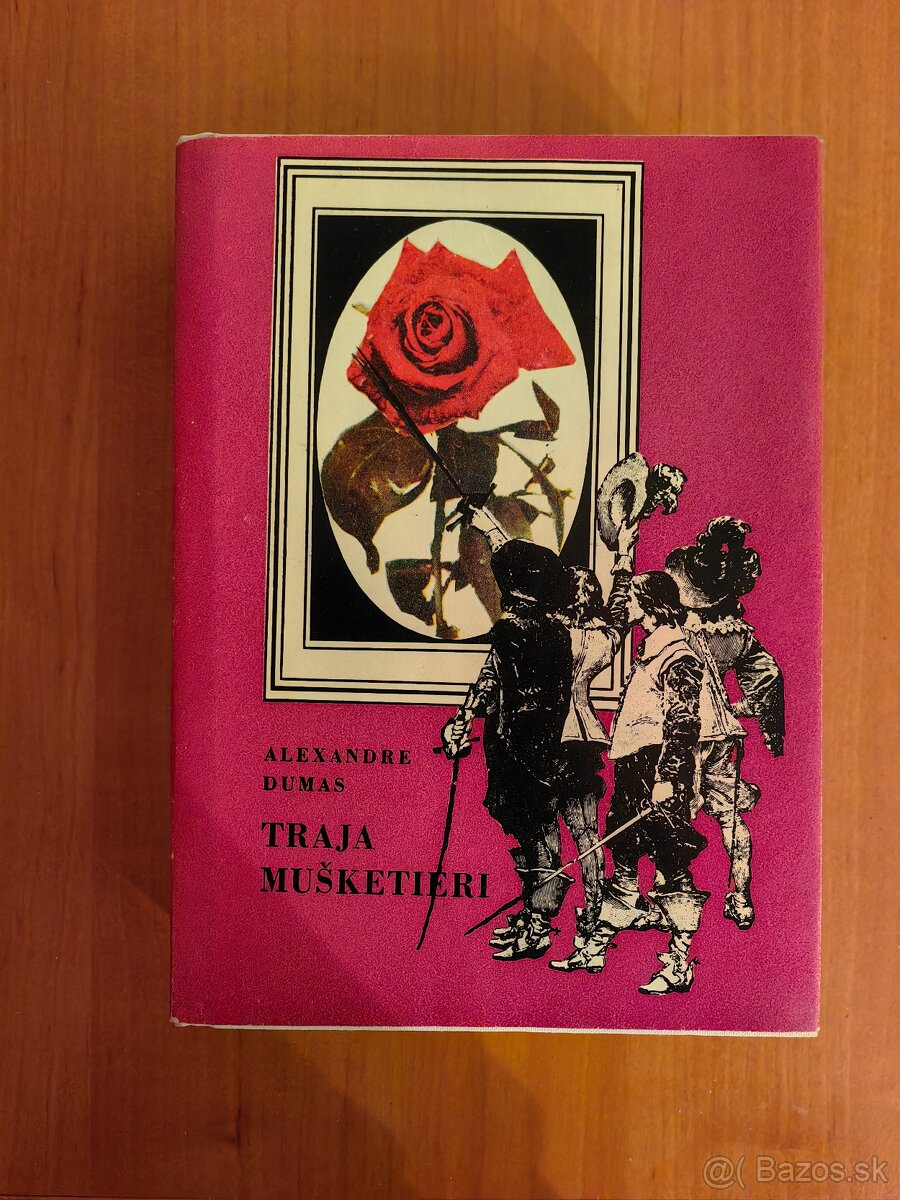 ALEXANDRE
DUMAS
TRAJA
MUŠKETIERI
@( Bazos.sk